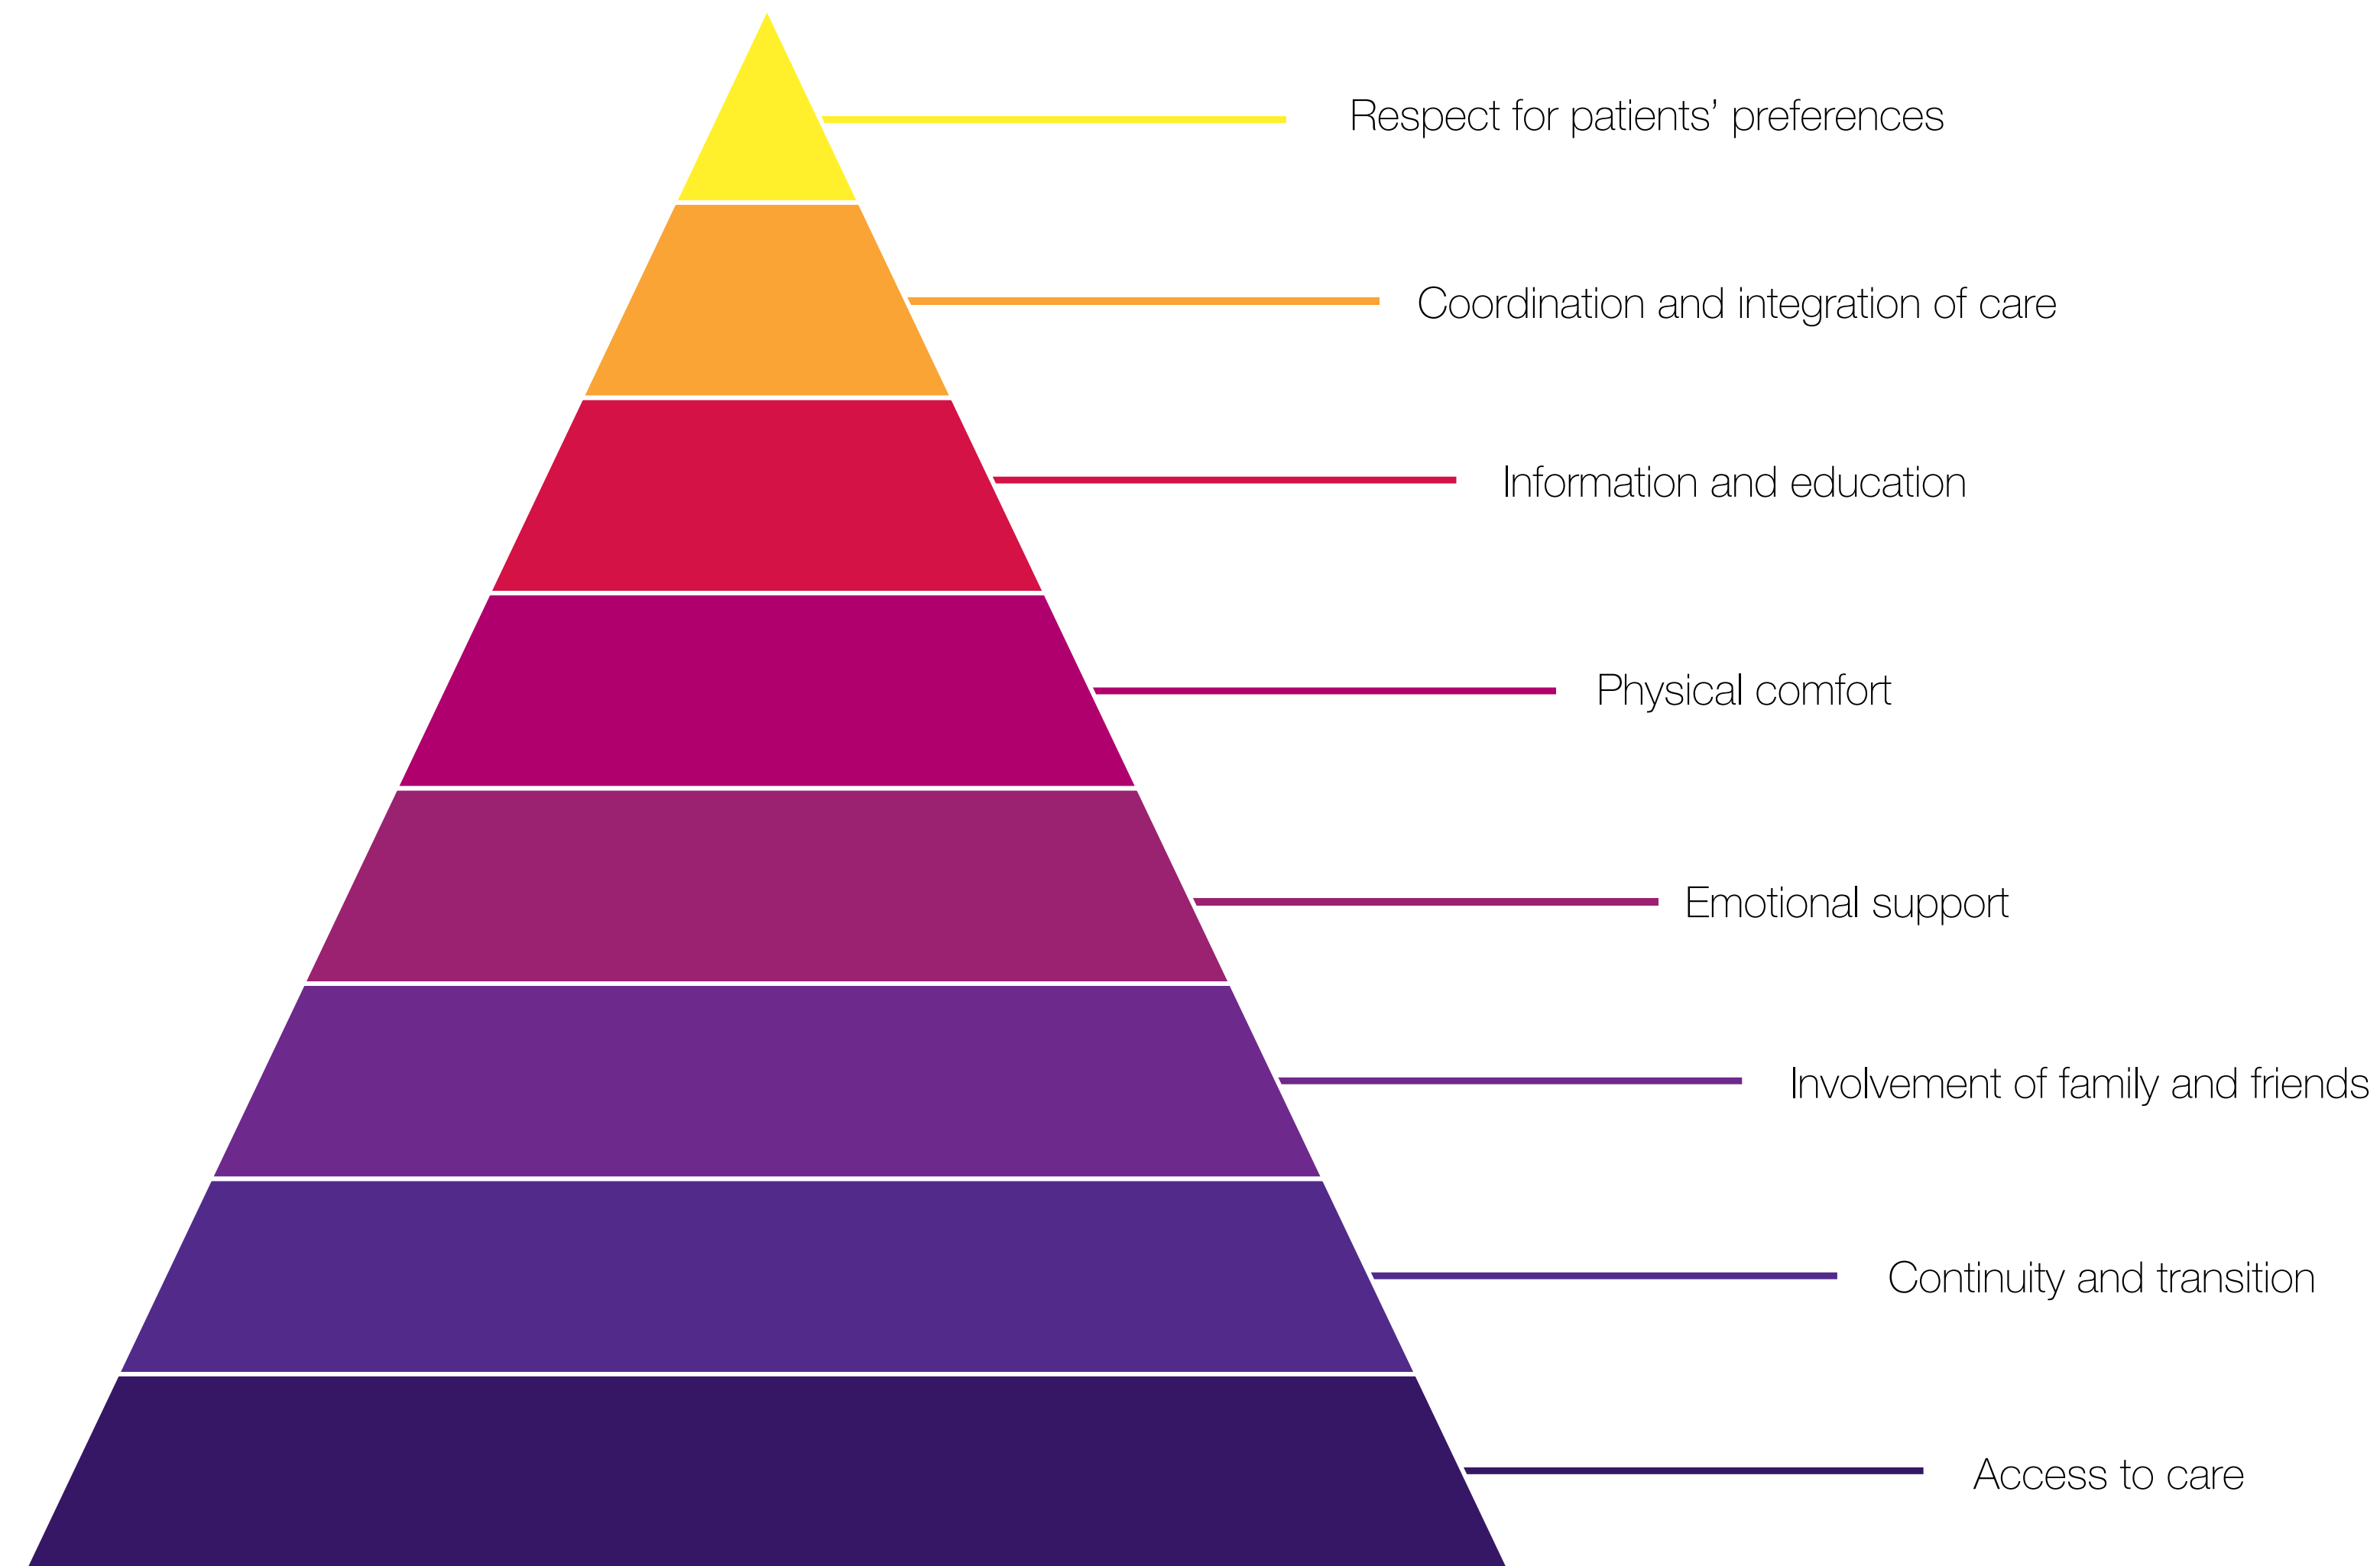 Respect for patients’ preferences
Coordination and integration of care
Information and education
Physical comfort
Emotional support
Involvement of family and friends
Continuity and transition
Access to care